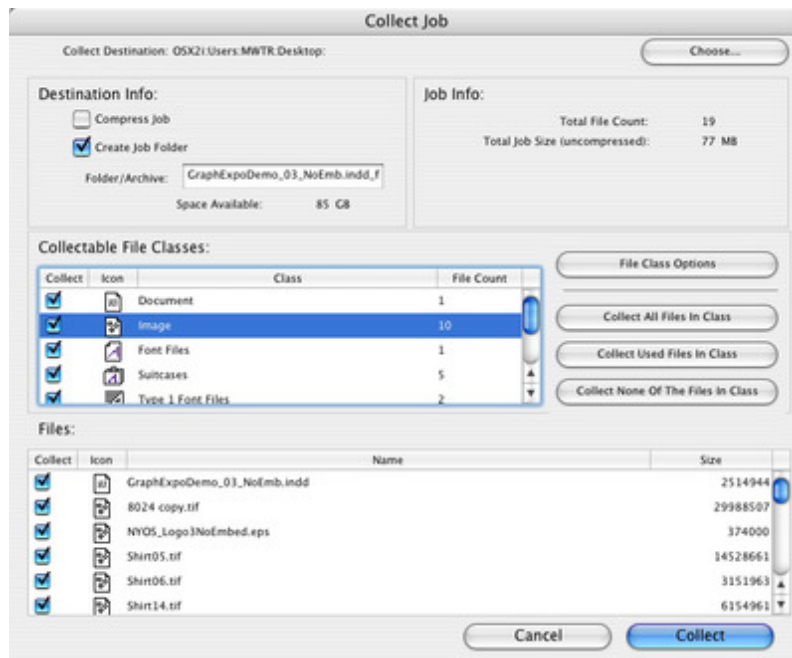 Collect Job
Collect Destination: OSX2i:Users:MWTR:Desktop: Choose...
Destination Info:
Compress Job
Create Job Folder
Folder/Archive: GraphExpoDemo_03_NoEmb.indd_f
Space Available: 85 GB
Job Info:
Total File Count: 19
Total Job Size (uncompressed): 77 MB
Collectable File Classes:
Collect Icon Class File Count
Document 1
Image 10
Font Files 1
Suitcases 5
Type 1 Font Files 2
File Class Options
Collect All Files In Class
Collect Used Files In Class
Collect None Of The Files In Class
Files:
Collect Icon Name Size
GraphExpoDemo_03_NoEmb.indd 2514944
8024 copy.tif 29988507
NYOS_Logo3NoEmbed.eps 374000
Shirt05.tif 14528661
Shirt06.tif 3151963
Shirt14.tif 6154961
Cancel Collect